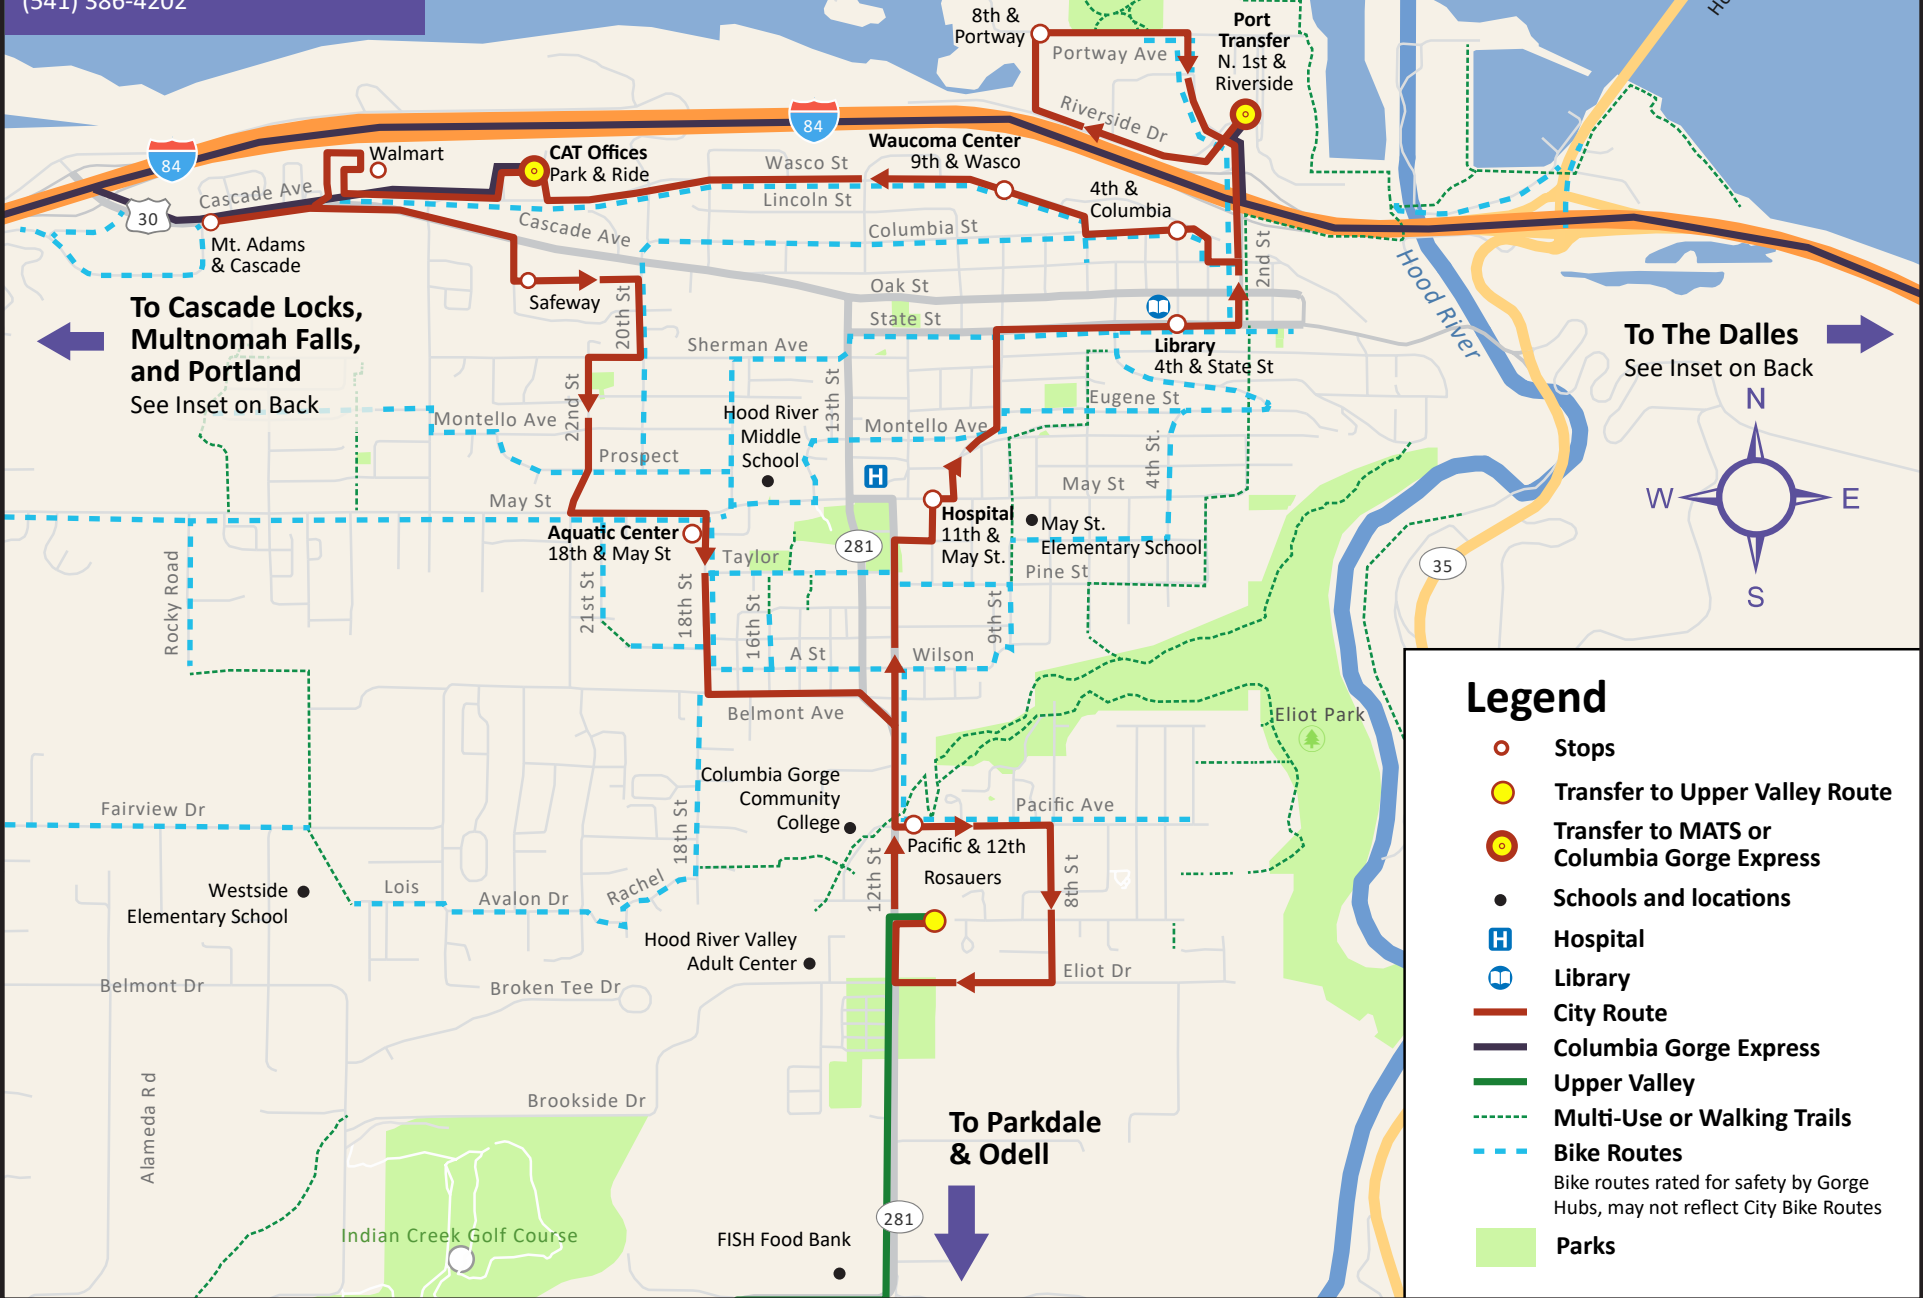 (541) 386-4202
8th &
Portway
Port
Transfer
N. 1st &
Riverside
Portway Ave
Riverside Dr
84
84
Walmart
CAT Offices
Park & Ride
Waucoma Center
9th & Wasco
Wasco St
Lincoln St
4th &
Columbia
Cascade Ave
30
Mt. Adams
& Cascade
Cascade Ave
Columbia St
2nd St
Hood River
Safeway
20th St
Oak St
State St
Library
4th & State St
Sherman Ave
To Cascade Locks,
Multnomah Falls,
and Portland
See Inset on Back
To The Dalles
See Inset on Back
N
W
E
S
22nd St
13th St
Montello Ave
Hood River
Middle
School
Montello Ave
Eugene St
4th St.
Prospect
H
May St
May St
Hospital
11th &
May St.
May St.
Elementary School
Aquatic Center
18th & May St
281
Taylor
Pine St
35
Rocky Road
21st St
18th St
16th St
9th St
A St
Wilson
Belmont Ave
Eliot Park
Columbia Gorge
Community
College
Pacific Ave
Pacific & 12th
Rosauers
18th St
12th St
8th St
Fairview Dr
Westside
Elementary School
Lois
Avalon Dr
Rachel
Hood River Valley
Adult Center
Eliot Dr
Belmont Dr
Broken Tee Dr
Alameda Rd
Brookside Dr
To Parkdale
& Odell
281
Indian Creek Golf Course
FISH Food Bank
Legend
Stops
Transfer to Upper Valley Route
Transfer to MATS or
Columbia Gorge Express
Schools and locations
H
Hospital
Library
City Route
Columbia Gorge Express
Upper Valley
Multi-Use or Walking Trails
Bike Routes
Bike routes rated for safety by Gorge
Hubs, may not reflect City Bike Routes
Parks